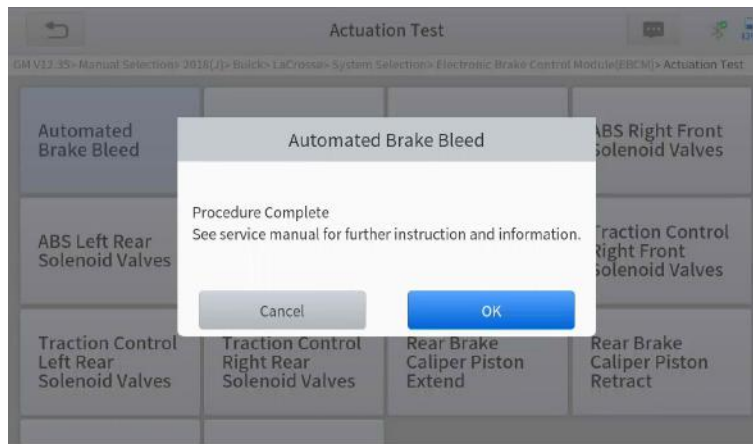 Actuation Test
GM V12.35> Manual Selection> 2018(J)> Buick> LaCrosse> System Selection> Electronic Brake Control Module(EBCM)> Actuation Test
Automated
Brake Bleed
ABS Right Front
Solenoid Valves
Automated Brake Bleed
Procedure Complete
See service manual for further instruction and information.
Cancel
OK
ABS Left Rear
Solenoid Valves
Traction Control
Right Front
Solenoid Valves
Traction Control
Left Rear
Solenoid Valves
Traction Control
Right Rear
Solenoid Valves
Rear Brake
Caliper Piston
Extend
Rear Brake
Caliper Piston
Retract